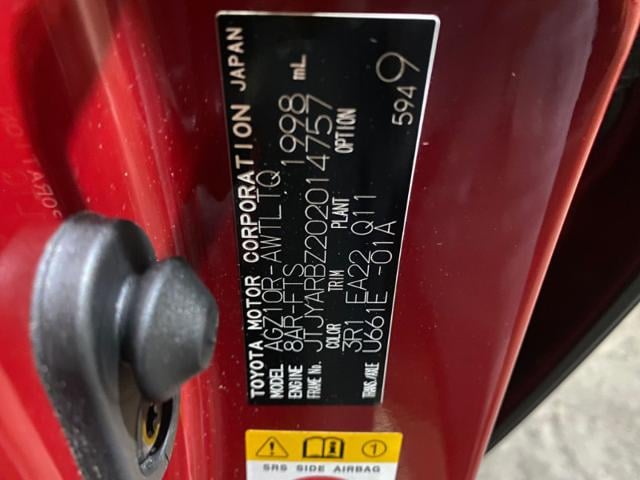 TOYOTA MOTOR CORPORATION JAPAN
MODEL AGZ10R-AWTLTQ
ENGINE 8AR-FTS 1998 mL
FRAME No. JTJYARBZ202014757
COLOR TRIM PLANT OPTION
3R1 EA22 Q11
TRANS/AXLE U661E -01A
5949
SRS SIDE AIRBAG